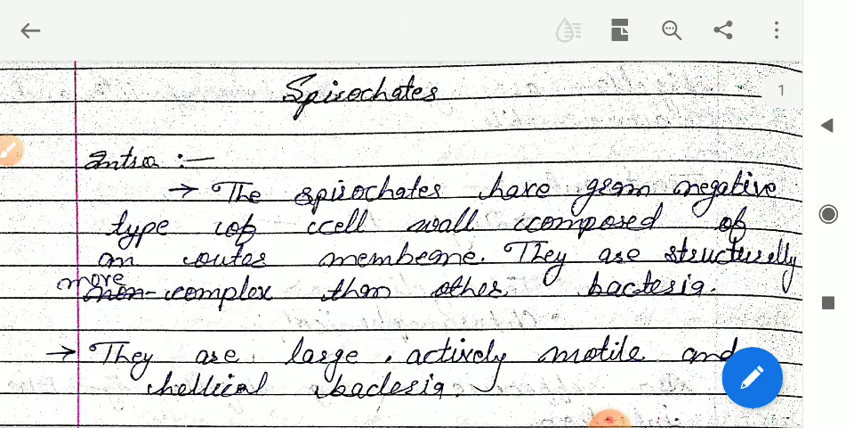 1
Spirochates
Intro :—
→ The spirochates have gram negative
type of cell wall composed of
an outer membrane. They are structurally
more non-complex than other bacteria.
→ They are large, actively motile and
helical bacteria.